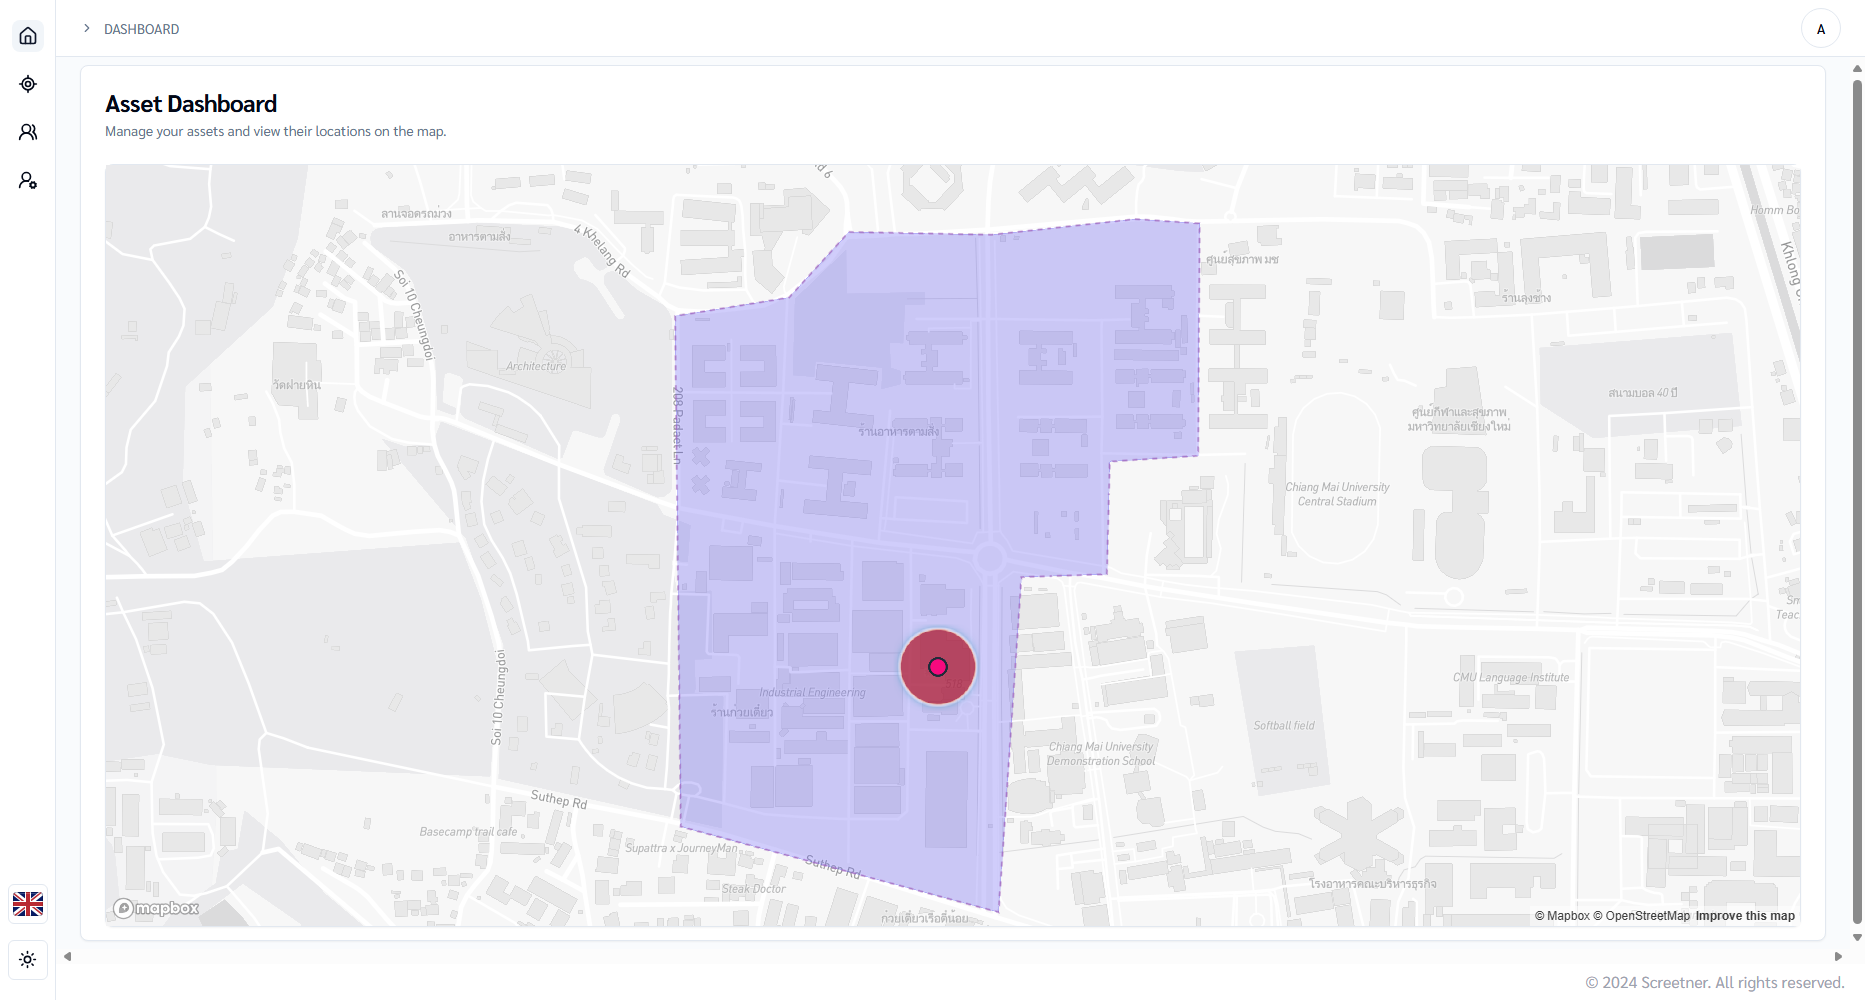 DASHBOARD
A
Asset Dashboard
Manage your assets and view their locations on the map.
ลานจอดรถม่วง
อาหารตามสั่ง
4 Khelang Rd
Homm Bo
ศูนย์สุขภาพ มช
Soi 10 Cheungdoi
ร้านลุงช้าง
Architecture
วัดฝายหิน
สนามบอล 40 ปี
ศูนย์กีฬาและสุขภาพ
มหาวิทยาลัยเชียงใหม่
ร้านอาหารตามสั่ง
Chiang Mai University
Central Stadium
Teac
Soi 10 Cheungdoi
CMU Language Institute
Industrial Engineering
ร้านก๋วยเตี๋ยว
Softball field
Chiang Mai University
Demonstration School
Suthep Rd
Basecamp trail cafe
Supattra x JourneyMan
Suthep Rd
Steak Doctor
โรงอาหารคณะบริหารธุรกิจ
ก๋วยเตี๋ยวเรือตี๋น้อย
mapbox
© Mapbox © OpenStreetMap Improve this map
© 2024 Screetner. All rights reserved.